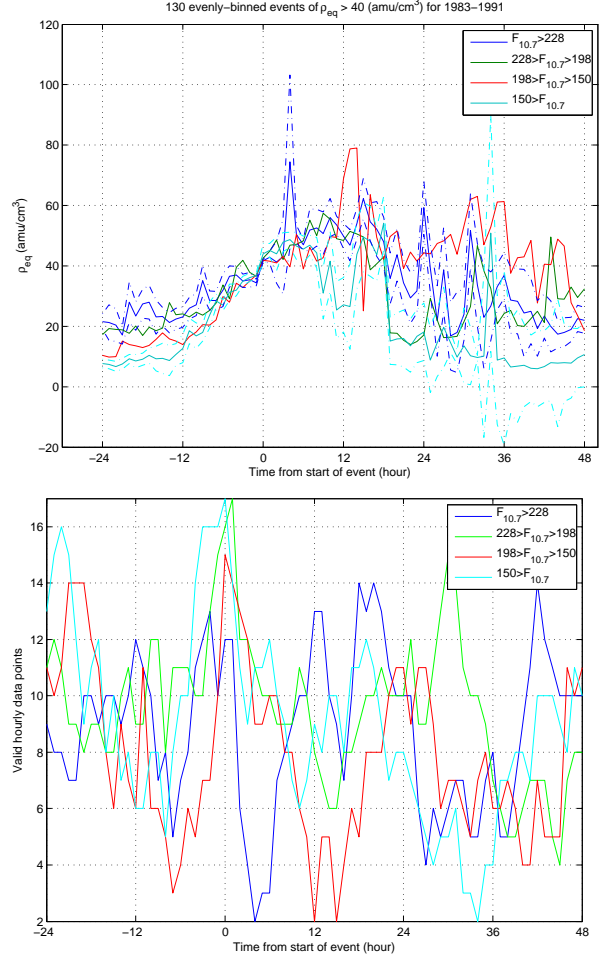 130 evenly−binned events of ρeq > 40 (amu/cm3) for 1983−1991
120
100
80
60
40
20
0
−20
ρeq (amu/cm3)
F10.7>228
228>F10.7>198
198>F10.7>150
150>F10.7
−24
−12
0
12
24
36
48
Time from start of event (hour)
16
14
12
10
8
6
4
2
Valid hourly data points
F10.7>228
228>F10.7>198
198>F10.7>150
150>F10.7
−24
−12
0
12
24
36
48
Time from start of event (hour)